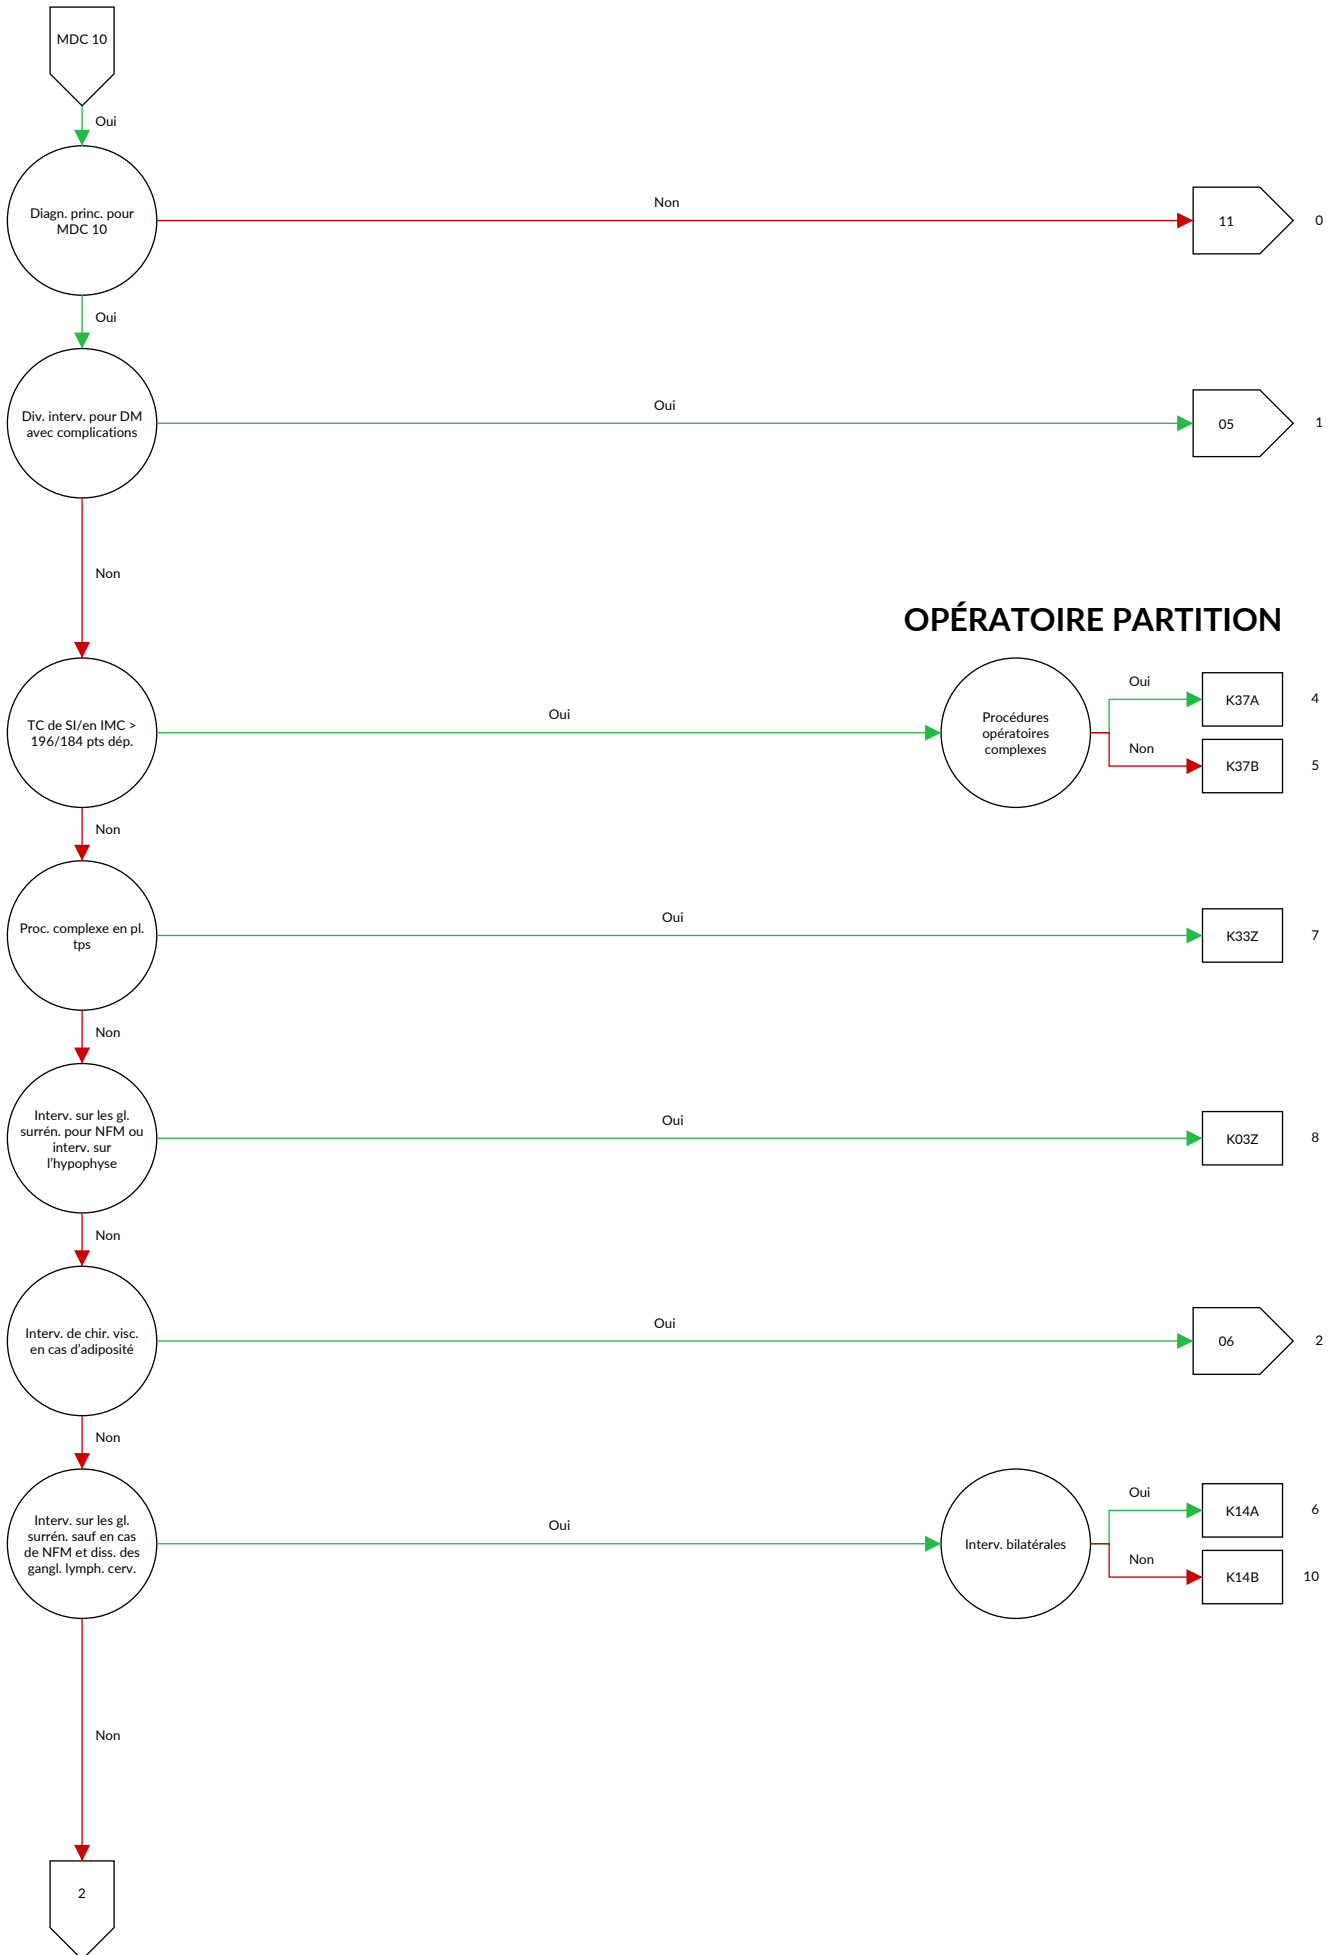 MDC 10
Oui
Diagn. princ. pour
MDC 10
Non
11
0
Oui
Div. interv. pour DM
avec complications
Oui
05
1
Non
OPÉRATOIRE PARTITION
TC de SI/en IMC >
196/184 pts dép.
Oui
Procédures
opératoires
complexes
Oui
K37A
4
Non
K37B
5
Non
Proc. complexe en pl.
tps
Oui
K33Z
7
Non
Interv. sur les gl.
surrén. pour NFM ou
interv. sur
l'hypophyse
Oui
K03Z
8
Non
Interv. de chir. visc.
en cas d'adiposité
Oui
06
2
Non
Interv. sur les gl.
surrén. sauf en cas
de NFM et diss. des
gangl. lymph. cerv.
Oui
Interv. bilatérales
Oui
K14A
6
Non
K14B
10
Non
2